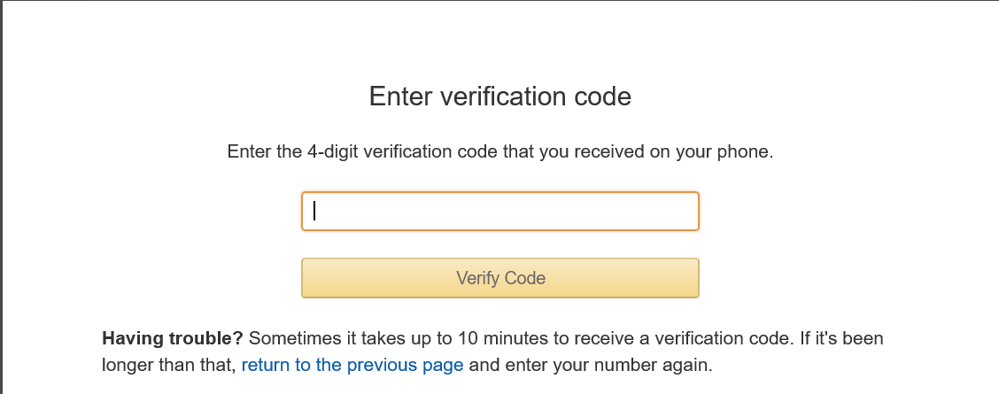 Enter verification code
Enter the 4-digit verification code that you received on your phone.
Verify Code
Having trouble? Sometimes it takes up to 10 minutes to receive a verification code. If it's been
longer than that, return to the previous page and enter your number again.